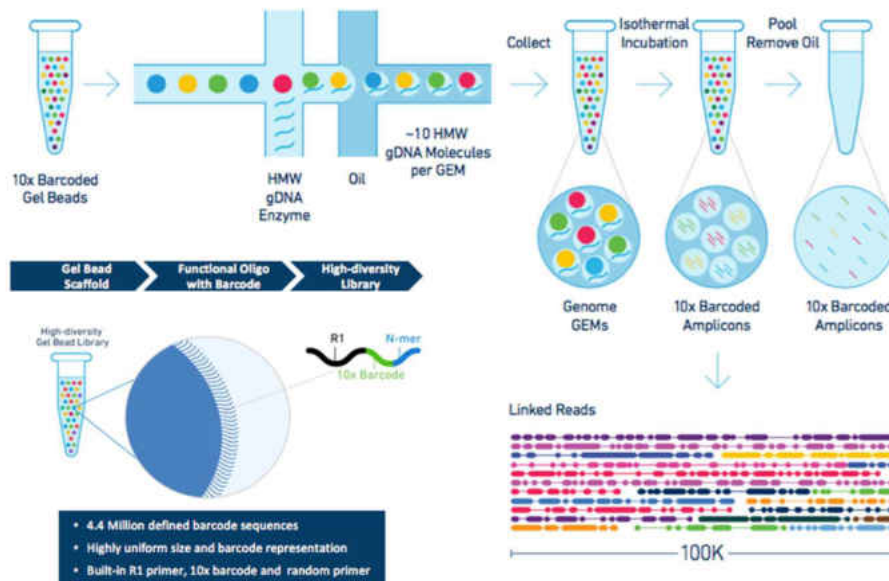 10x Barcoded
Gel Beads
HMW
gDNA
Enzyme
Oil
~10 HMW
gDNA Molecules
per GEM
Collect
Isothermal
Incubation
Pool
Remove Oil
Genome
GEMs
10x Barcoded
Amplicons
10x Barcoded
Amplicons
Gel Bead
Scaffold
Functional Oligo
with Barcode
High-diversity
Library
High-diversity
Gel Bead Library
R1
N-mer
10x Barcode
• 4.4 Million defined barcode sequences
• Highly uniform size and barcode representation
• Built-in R1 primer, 10x barcode and random primer
Linked Reads
100K